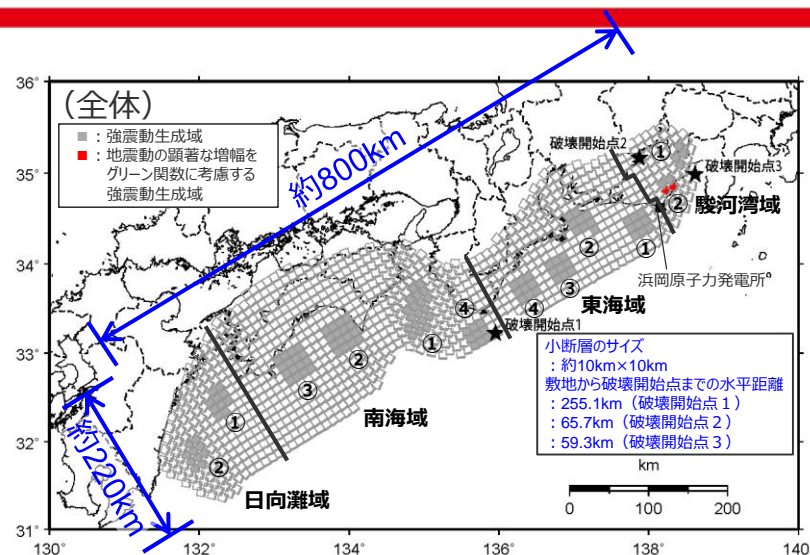 約800km
36°
(全体)
■：強震動生成域
■：地震動の顕著な増幅を
グリーン関数に考慮する
強震動生成域
破壊開始点2
①
破壊開始点3
35°
②
駿河湾域
②
①
浜岡原子力発電所
34°
③
④
東海域
④
破壊開始点1
①
33°
②
③
小断層のサイズ
：約10km×10km
敷地から破壊開始点までの水平距離
：255.1km（破壊開始点１）
：65.7km（破壊開始点２）
：59.3km（破壊開始点３）
①
南海域
32°
②
約220km
日向灘域
km
0 100 200
31°
130° 132° 134° 136° 138° 140